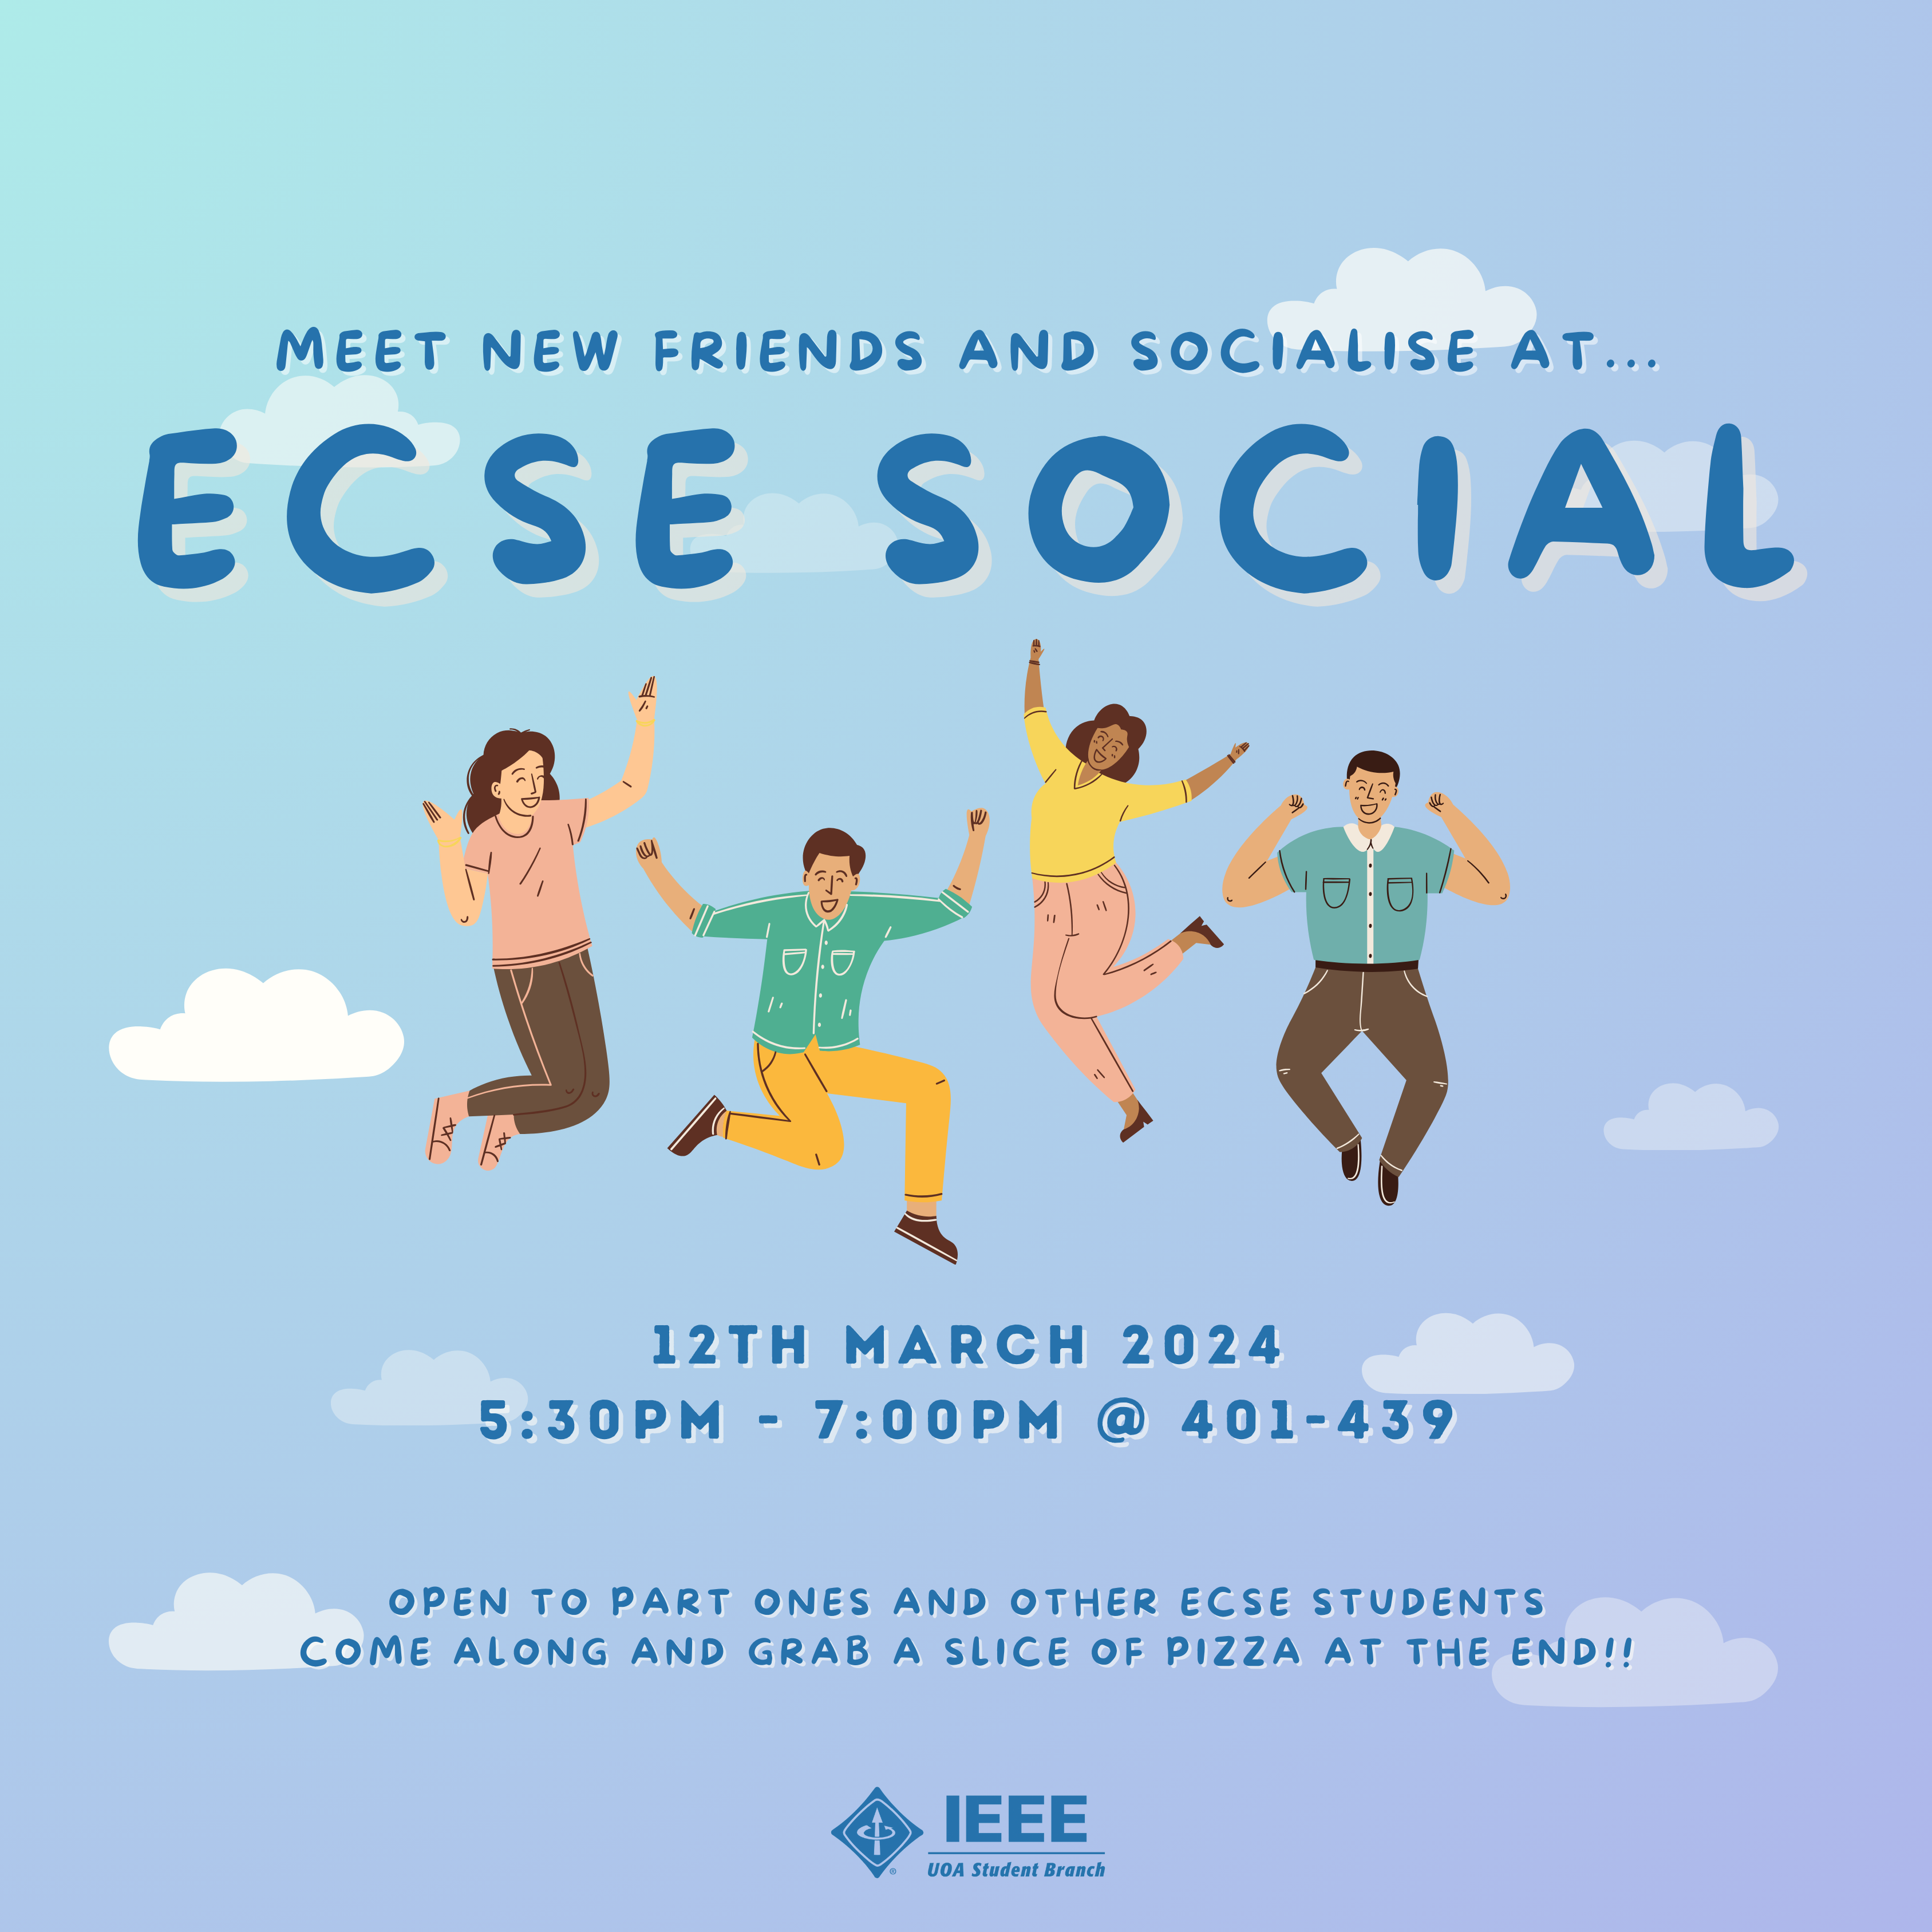 MEET NEW FRIENDS AND SOCIALISE AT...
ECSE SOCIAL
12TH MARCH 2024
5:30PM - 7:00PM @ 401-439
OPEN TO PART ONES AND OTHER ECSE STUDENTS
COME ALONG AND GRAB A SLICE OF PIZZA AT THE END!!
IEEE
®
UOA Student Branch